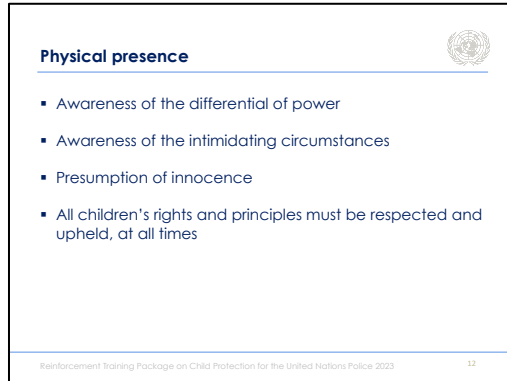 Physical presence
▪ Awareness of the differential of power
▪ Awareness of the intimidating circumstances
▪ Presumption of innocence
▪ All children’s rights and principles must be respected and
upheld, at all times
Reinforcement Training Package on Child Protection for the United Nations Police 2023
12